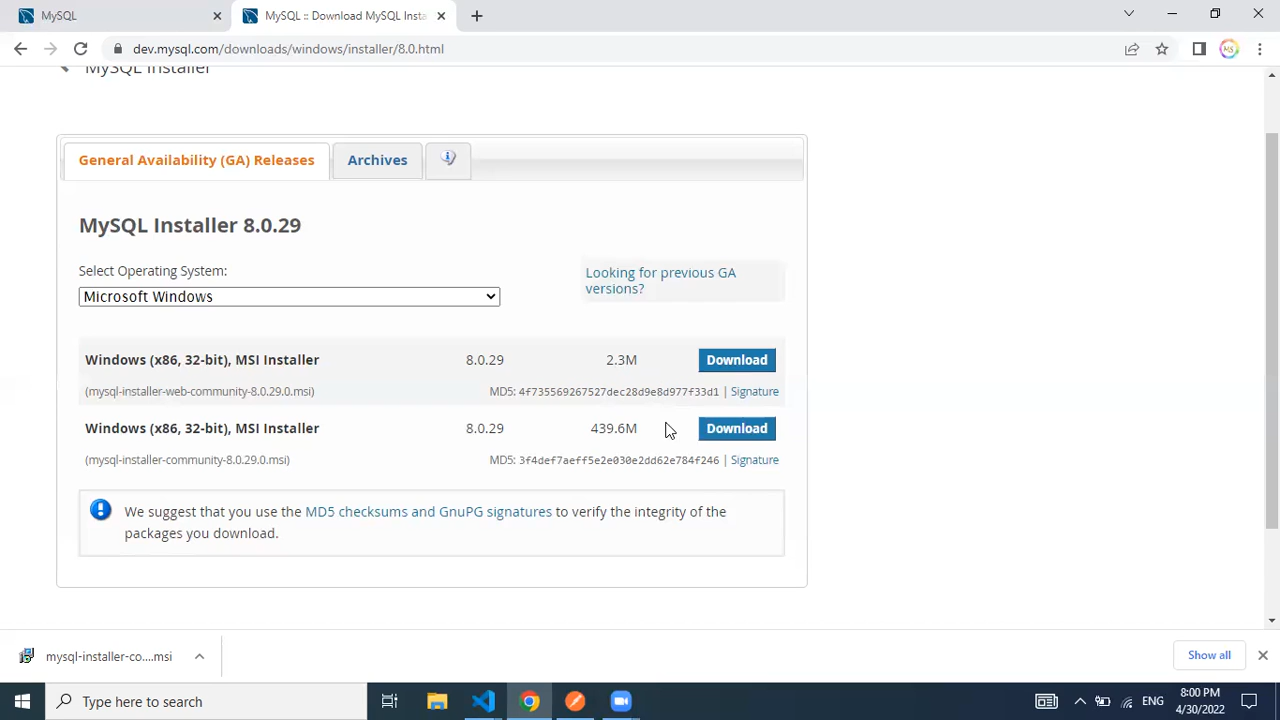 MySQL
MySQL :: Download MySQL Insta
dev.mysql.com/downloads/windows/installer/8.0.html
MySQL Installer
General Availability (GA) Releases
Archives
MySQL Installer 8.0.29
Select Operating System:
Looking for previous GA
versions?
Microsoft Windows
Windows (x86, 32-bit), MSI Installer 8.0.29 2.3M Download
(mysql-installer-web-community-8.0.29.0.msi) MD5: 4f735569267527dec28d9e8d977f33d1 | Signature
Windows (x86, 32-bit), MSI Installer 8.0.29 439.6M Download
(mysql-installer-community-8.0.29.0.msi) MD5: 3f4def7aeff5e2e030e2dd62e784f246 | Signature
We suggest that you use the MD5 checksums and GnuPG signatures to verify the integrity of the
packages you download.
mysql-installer-co....msi
Show all
Type here to search
ENG
8:00 PM
4/30/2022